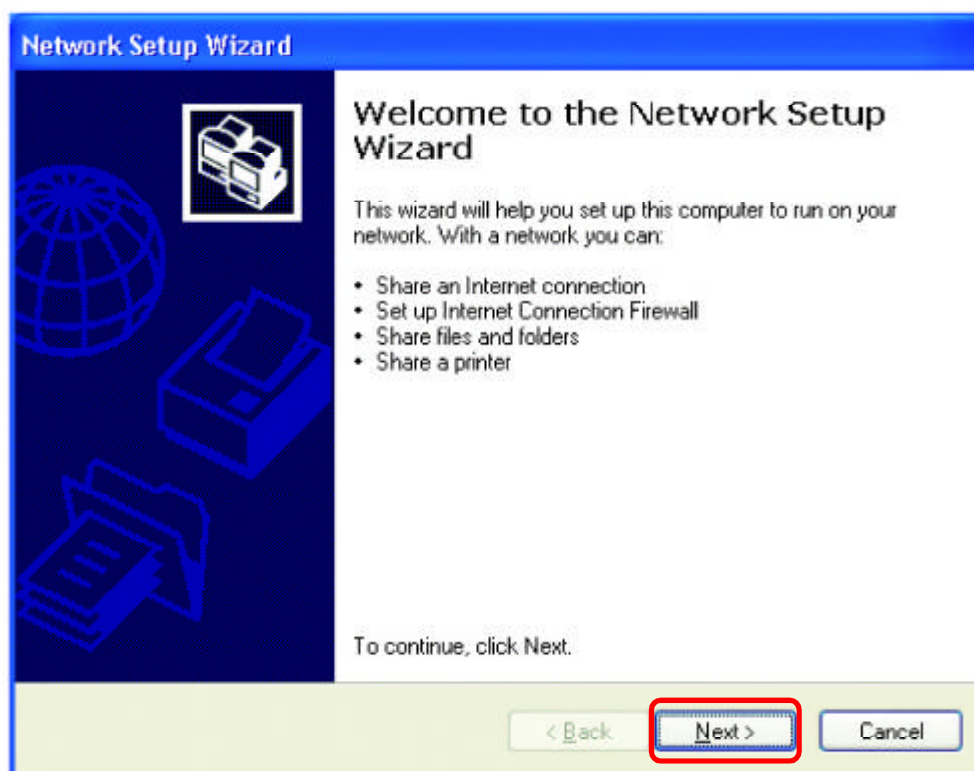 Network Setup Wizard
Welcome to the Network Setup
Wizard
This wizard will help you set up this computer to run on your
network. With a network you can:
• Share an Internet connection
• Set up Internet Connection Firewall
• Share files and folders
• Share a printer
To continue, click Next.
< Back Next > Cancel